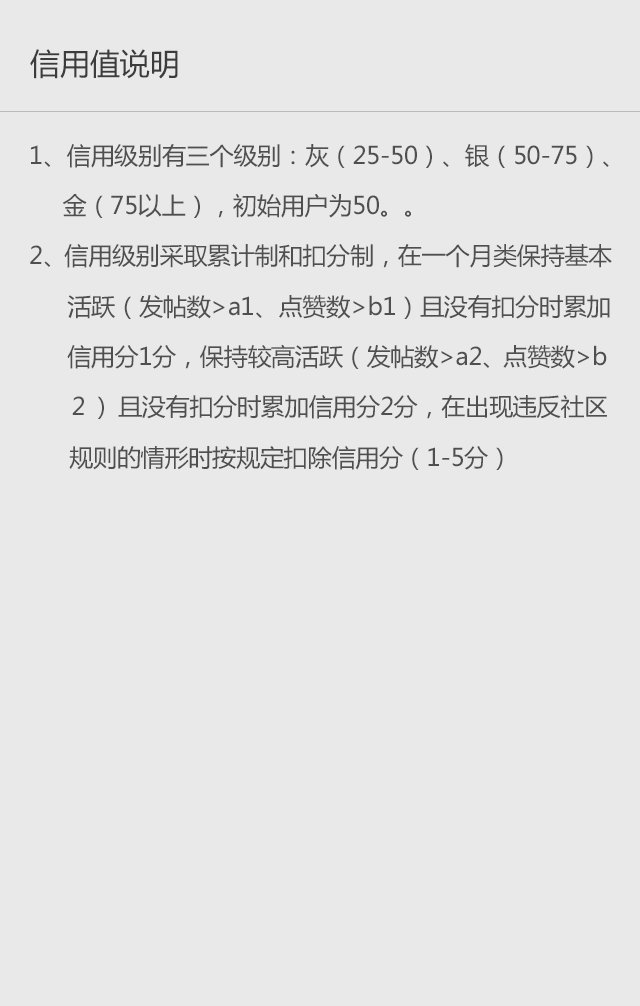 信用值说明
1、信用级别有三个级别：灰（25-50）、银（50-75）、
金（75以上），初始用户为50。。
2、信用级别采取累计制和扣分制，在一个月类保持基本
活跃（发帖数>a1、点赞数>b1）且没有扣分时累加
信用分1分，保持较高活跃（发帖数>a2、点赞数>b
2 ）且没有扣分时累加信用分2分，在出现违反社区
规则的情形时按规定扣除信用分（1-5分）